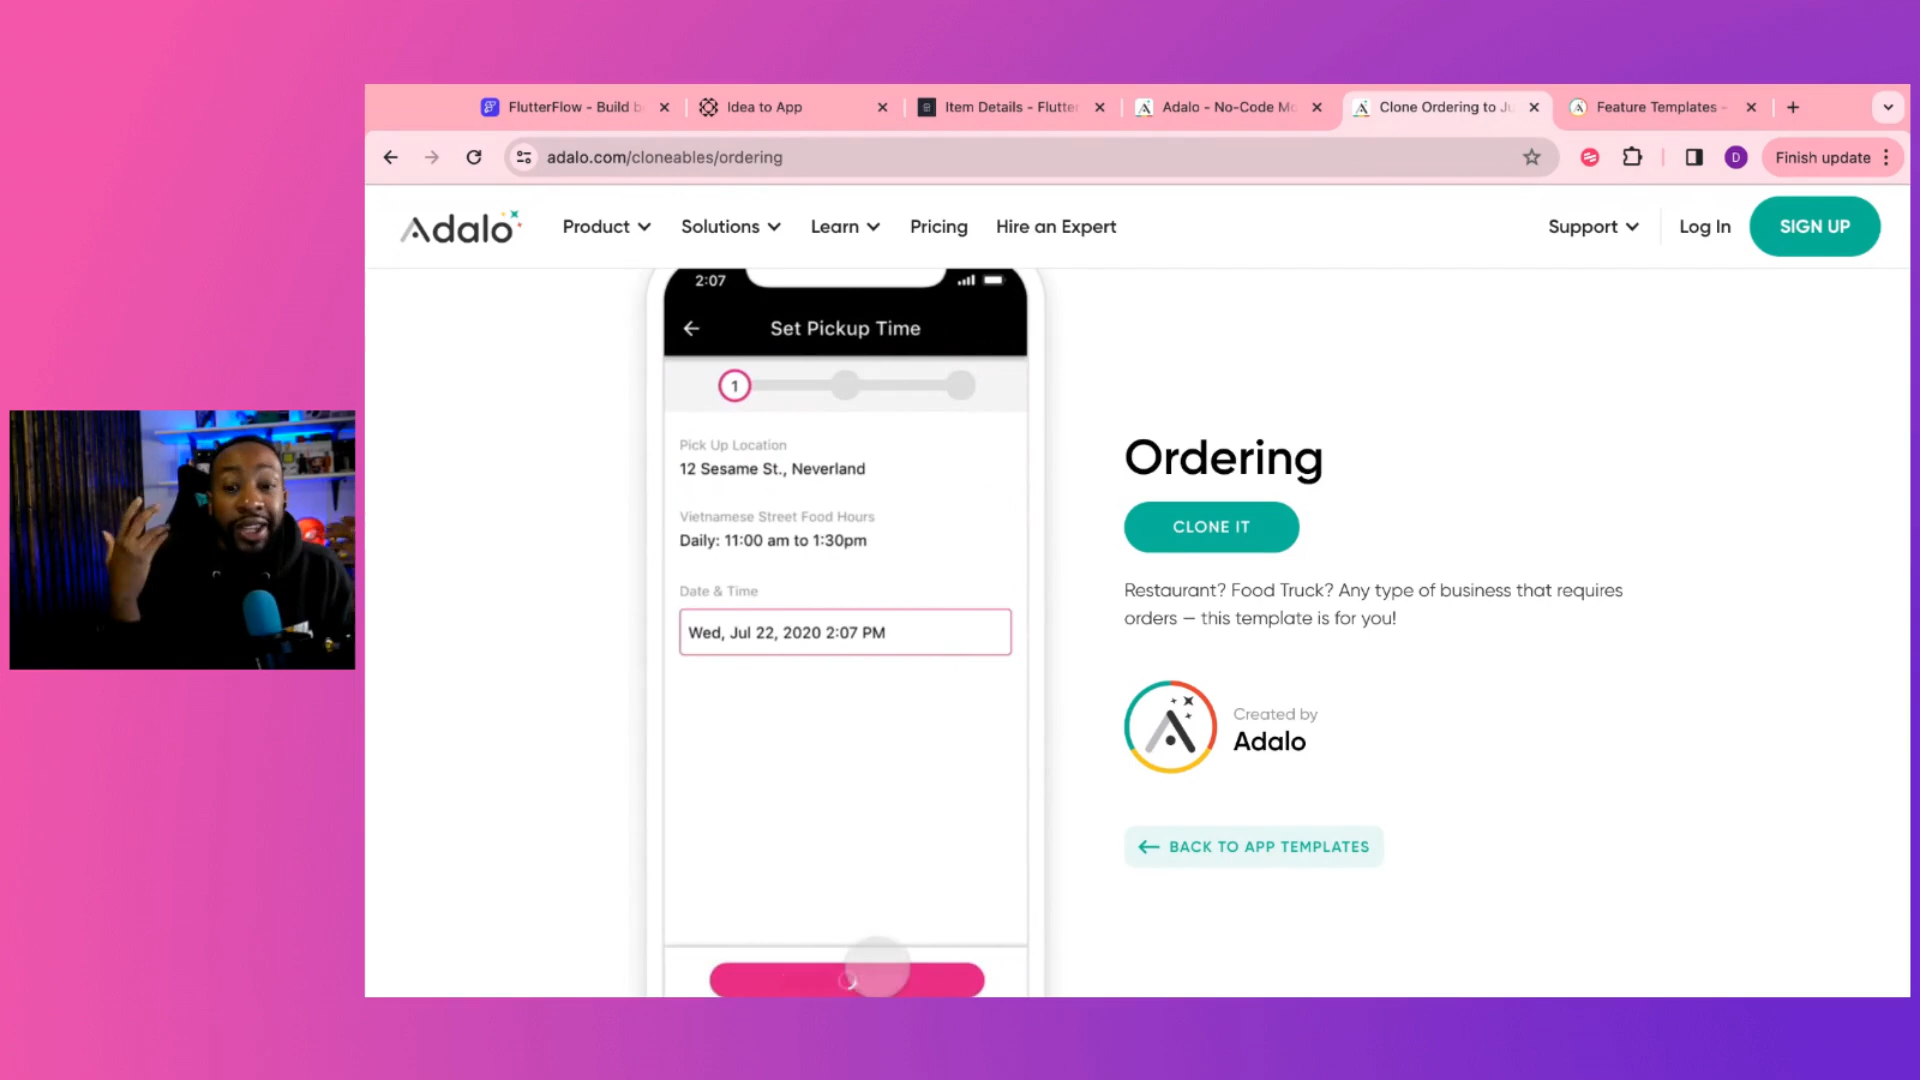 FlutterFlow - Build b
Idea to App
Item Details - Flutter
Adalo - No-Code Mo
Clone Ordering to Ju
Feature Templates -
adalo.com/cloneables/ordering
D
Finish update
Adalo
Product
Solutions
Learn
Pricing
Hire an Expert
Support
Log In
SIGN UP
2:07
Set Pickup Time
1
Pick Up Location
12 Sesame St., Neverland
Vietnamese Street Food Hours
Daily: 11:00 am to 1:30pm
Date & Time
Wed, Jul 22, 2020 2:07 PM
Ordering
CLONE IT
Restaurant? Food Truck? Any type of business that requires
orders — this template is for you!
Created by
Adalo
BACK TO APP TEMPLATES